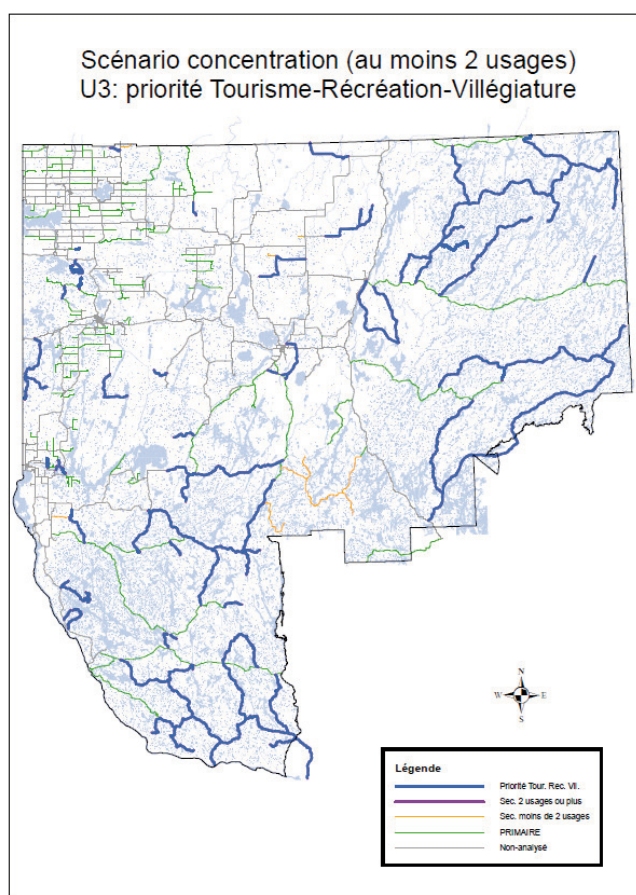 Scénario concentration (au moins 2 usages)
U3: priorité Tourisme-Récréation-Villégiature
N
W E
S
Légende
Priorité Tour. Rec. Vil.
Sec. 2 usages ou plus
Sec. moins de 2 usages
PRIMAIRE
Non-analysé